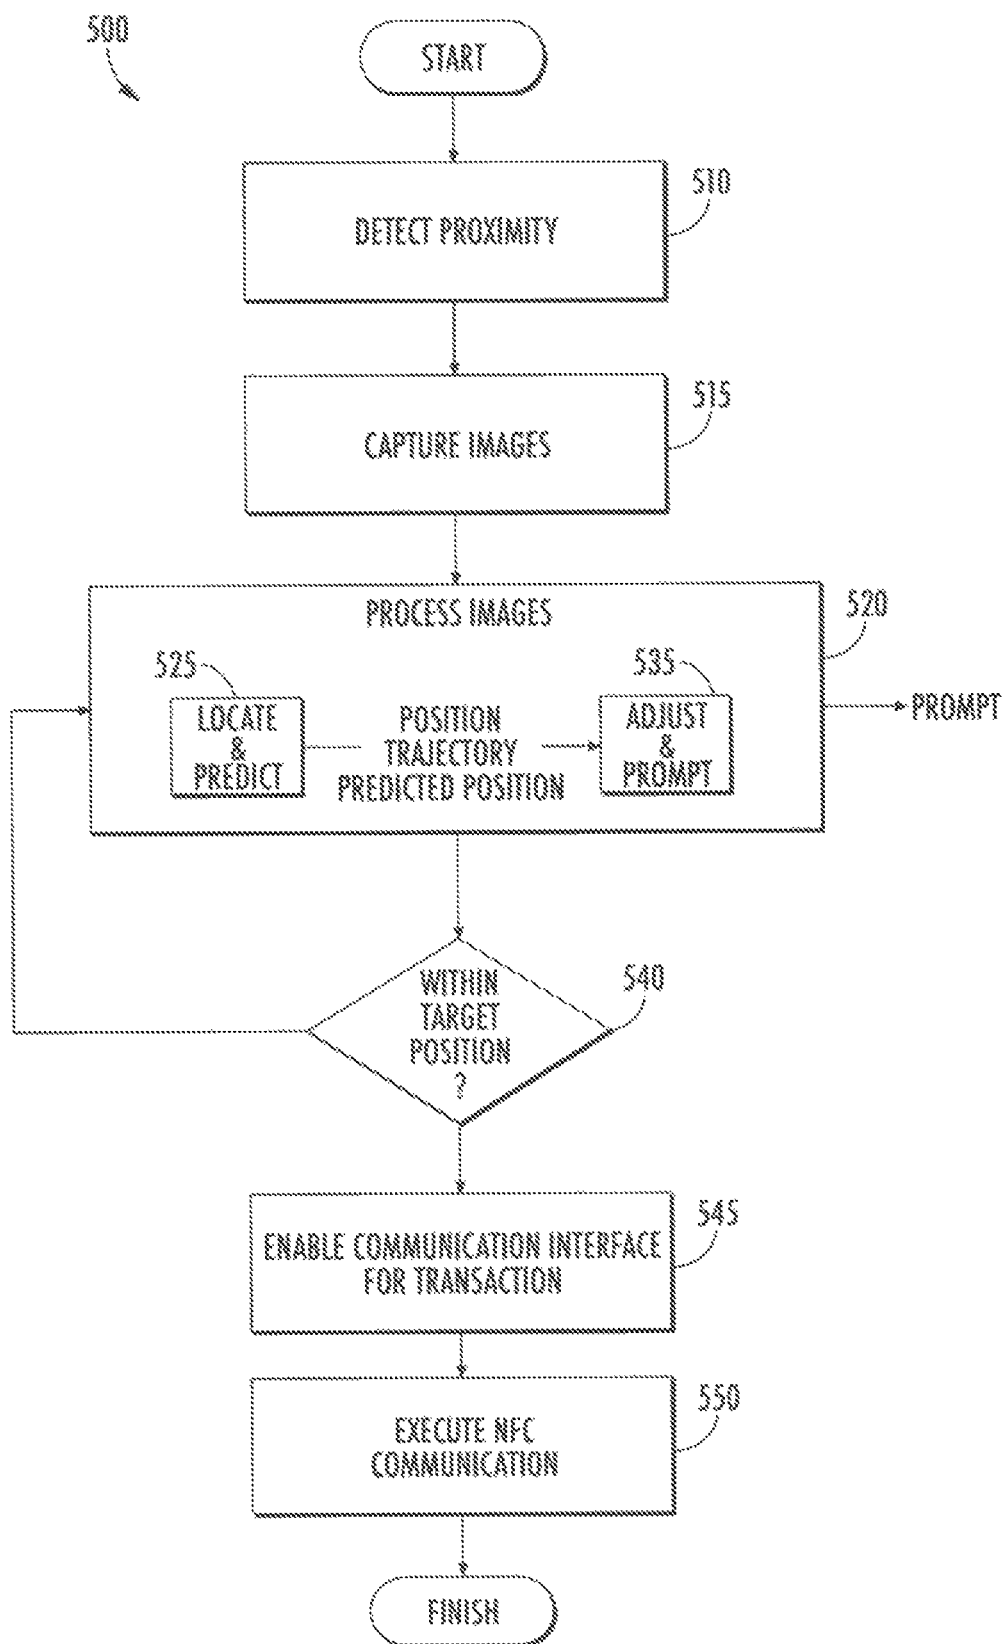 500
START
510
DETECT PROXIMITY
515
CAPTURE IMAGES
520
PROCESS IMAGES
525
LOCATE
&
PREDICT
POSITION
TRAJECTORY
PREDICTED POSITION
535
ADJUST
&
PROMPT
PROMPT
540
WITHIN
TARGET
POSITION
?
545
ENABLE COMMUNICATION INTERFACE
FOR TRANSACTION
550
EXECUTE NFC
COMMUNICATION
FINISH